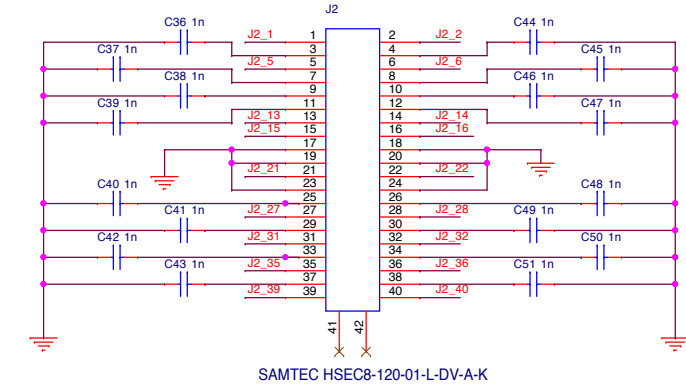 J2
C36 1n
C44 1n
J2_1
1
2
J2_2
C37 1n
3
4
C45 1n
J2_5
5
6
J2_6
C38 1n
7
8
C46 1n
9
10
C39 1n
11
12
C47 1n
J2_13
13
14
J2_14
J2_15
15
16
J2_16
17
18
19
20
J2_21
21
22
J2_22
C40 1n
23
24
C48 1n
25
26
C41 1n
J2_27
27
28
J2_28
C49 1n
29
30
C42 1n
J2_31
31
32
J2_32
C50 1n
33
34
C43 1n
J2_35
35
36
J2_36
C51 1n
37
38
J2_39
39
40
J2_40
41
42
SAMTEC HSEC8-120-01-L-DV-A-K